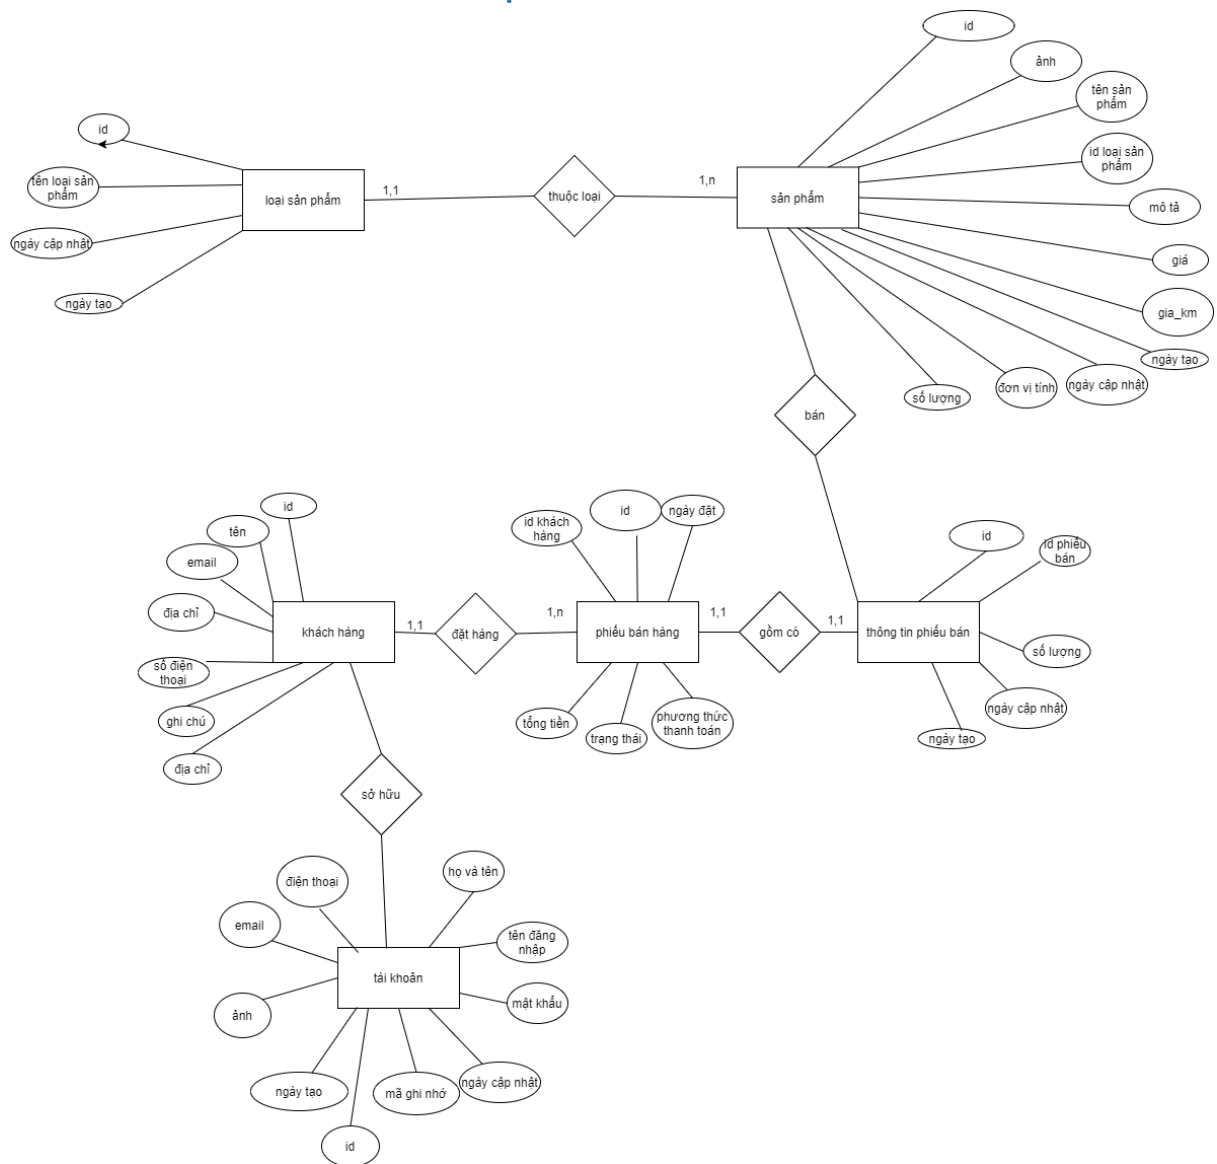 id
ảnh
tên sản
phẩm
id loại sản
phẩm
mô tả
giá
gia_km
ngày tạo
ngày cập nhật
đơn vị tính
số lượng
sản phẩm
1,n
thuộc loại
1,1
loại sản phẩm
id
tên loại sản
phẩm
ngày cập nhật
ngày tạo
bán
id
tên
email
địa chỉ
số điện
thoại
ghi chú
địa chỉ
khách hàng
1,1
đặt hàng
1,n
id khách
hàng
id
ngày đặt
phiếu bán hàng
tổng tiền
trạng thái
phương thức
thanh toán
1,1
gồm có
1,1
thông tin phiếu bán
id
id phiếu
bán
số lượng
ngày cập nhật
ngày tạo
sở hữu
điện thoại
họ và tên
email
tên đăng
nhập
tài khoản
mật khẩu
ảnh
ngày tạo
mã ghi nhớ
ngày cập nhật
id